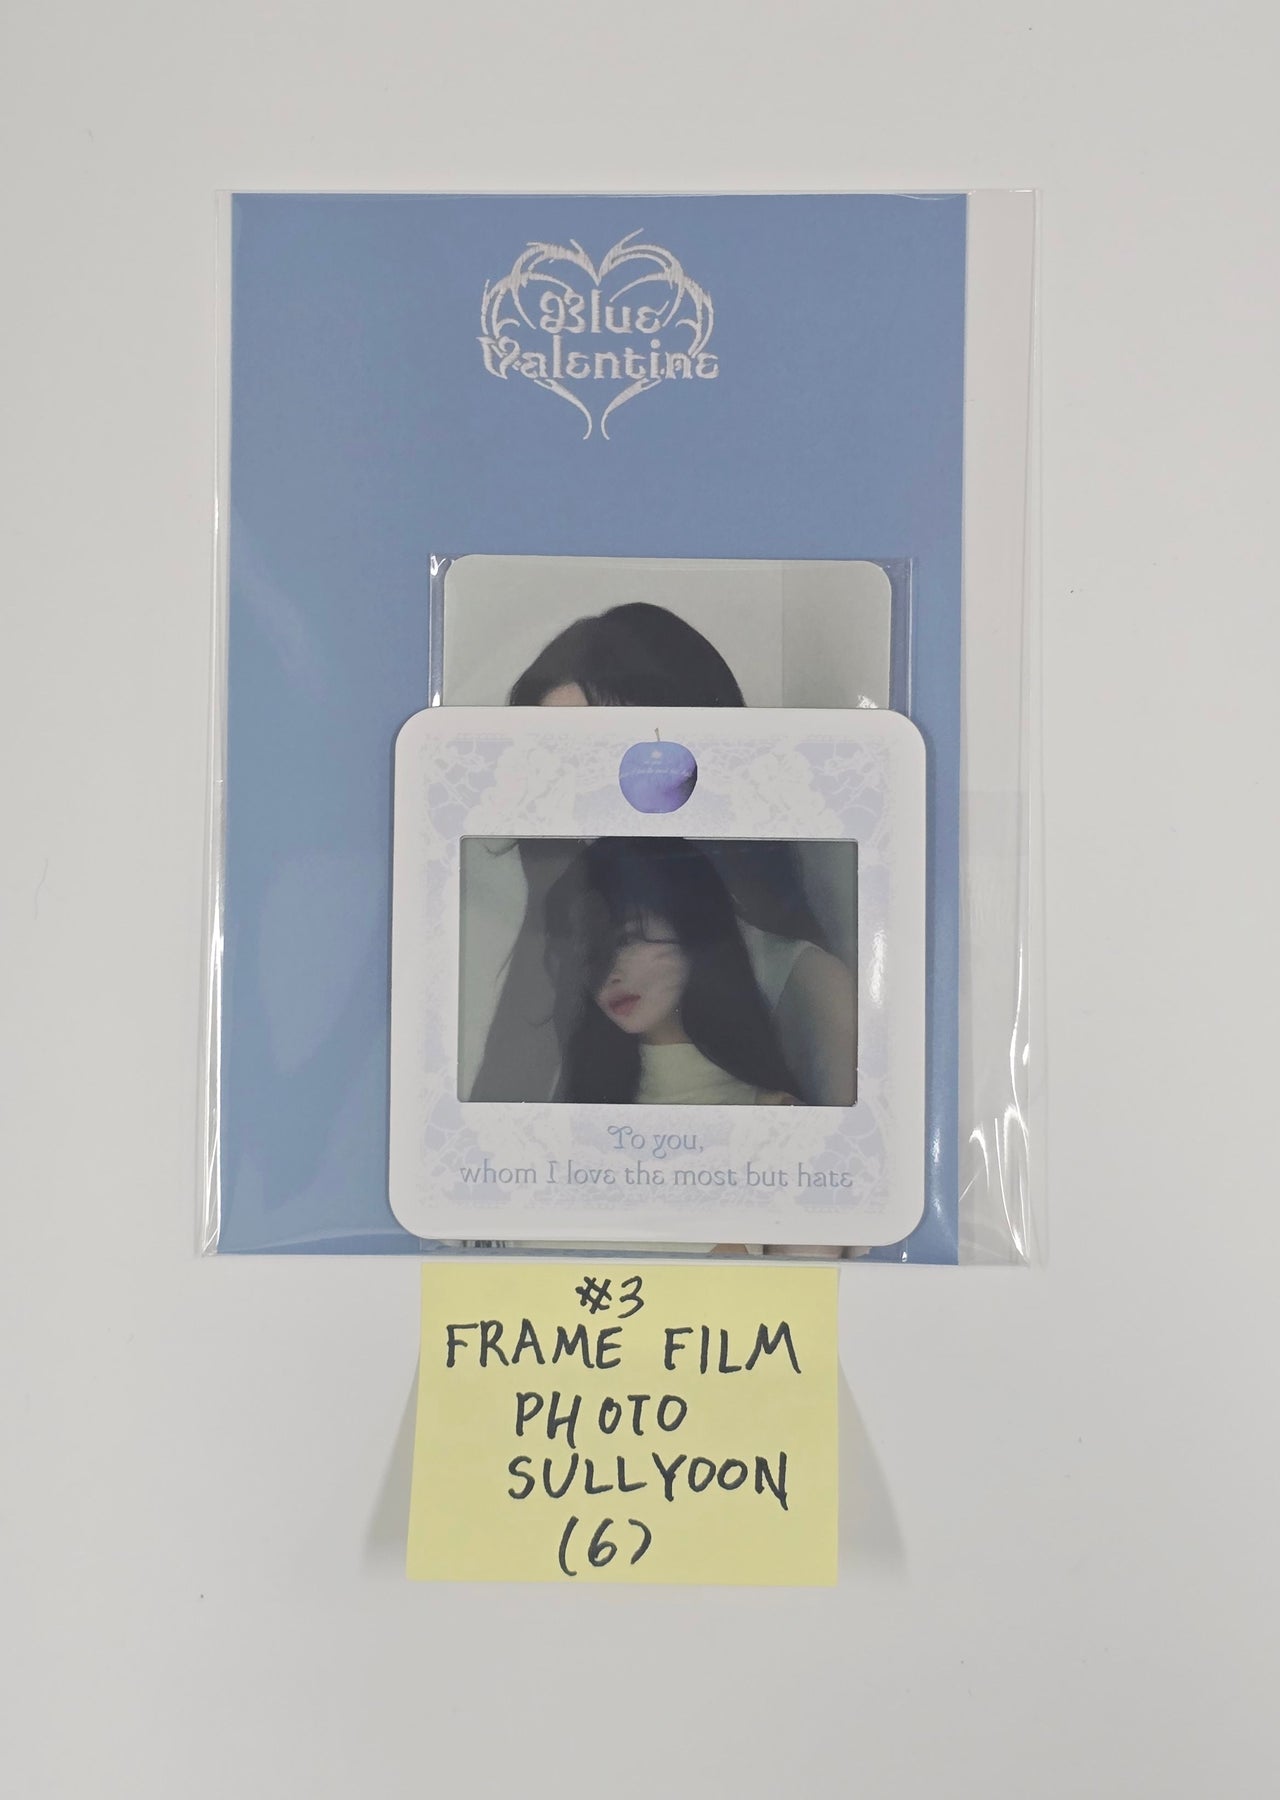 Blue
Valentine
To you,
whom I love the most but hate
#3
FRAME FILM
PHOTO
SULLYOON
(6)